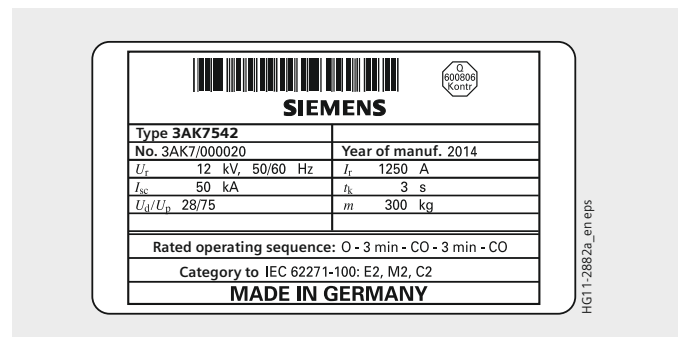 Q
600806
Kontr.
SIEMENS
Type 3AK7542
No. 3AK7/000020 Year of manuf. 2014
Ur 12 kV, 50/60 Hz Ir 1250 A
Isc 50 kA tk 3 s
Ud/Up 28/75 m 300 kg
Rated operating sequence: O - 3 min - CO - 3 min - CO
Category to IEC 62271-100: E2, M2, C2
MADE IN GERMANY
HG11-2882a_en eps